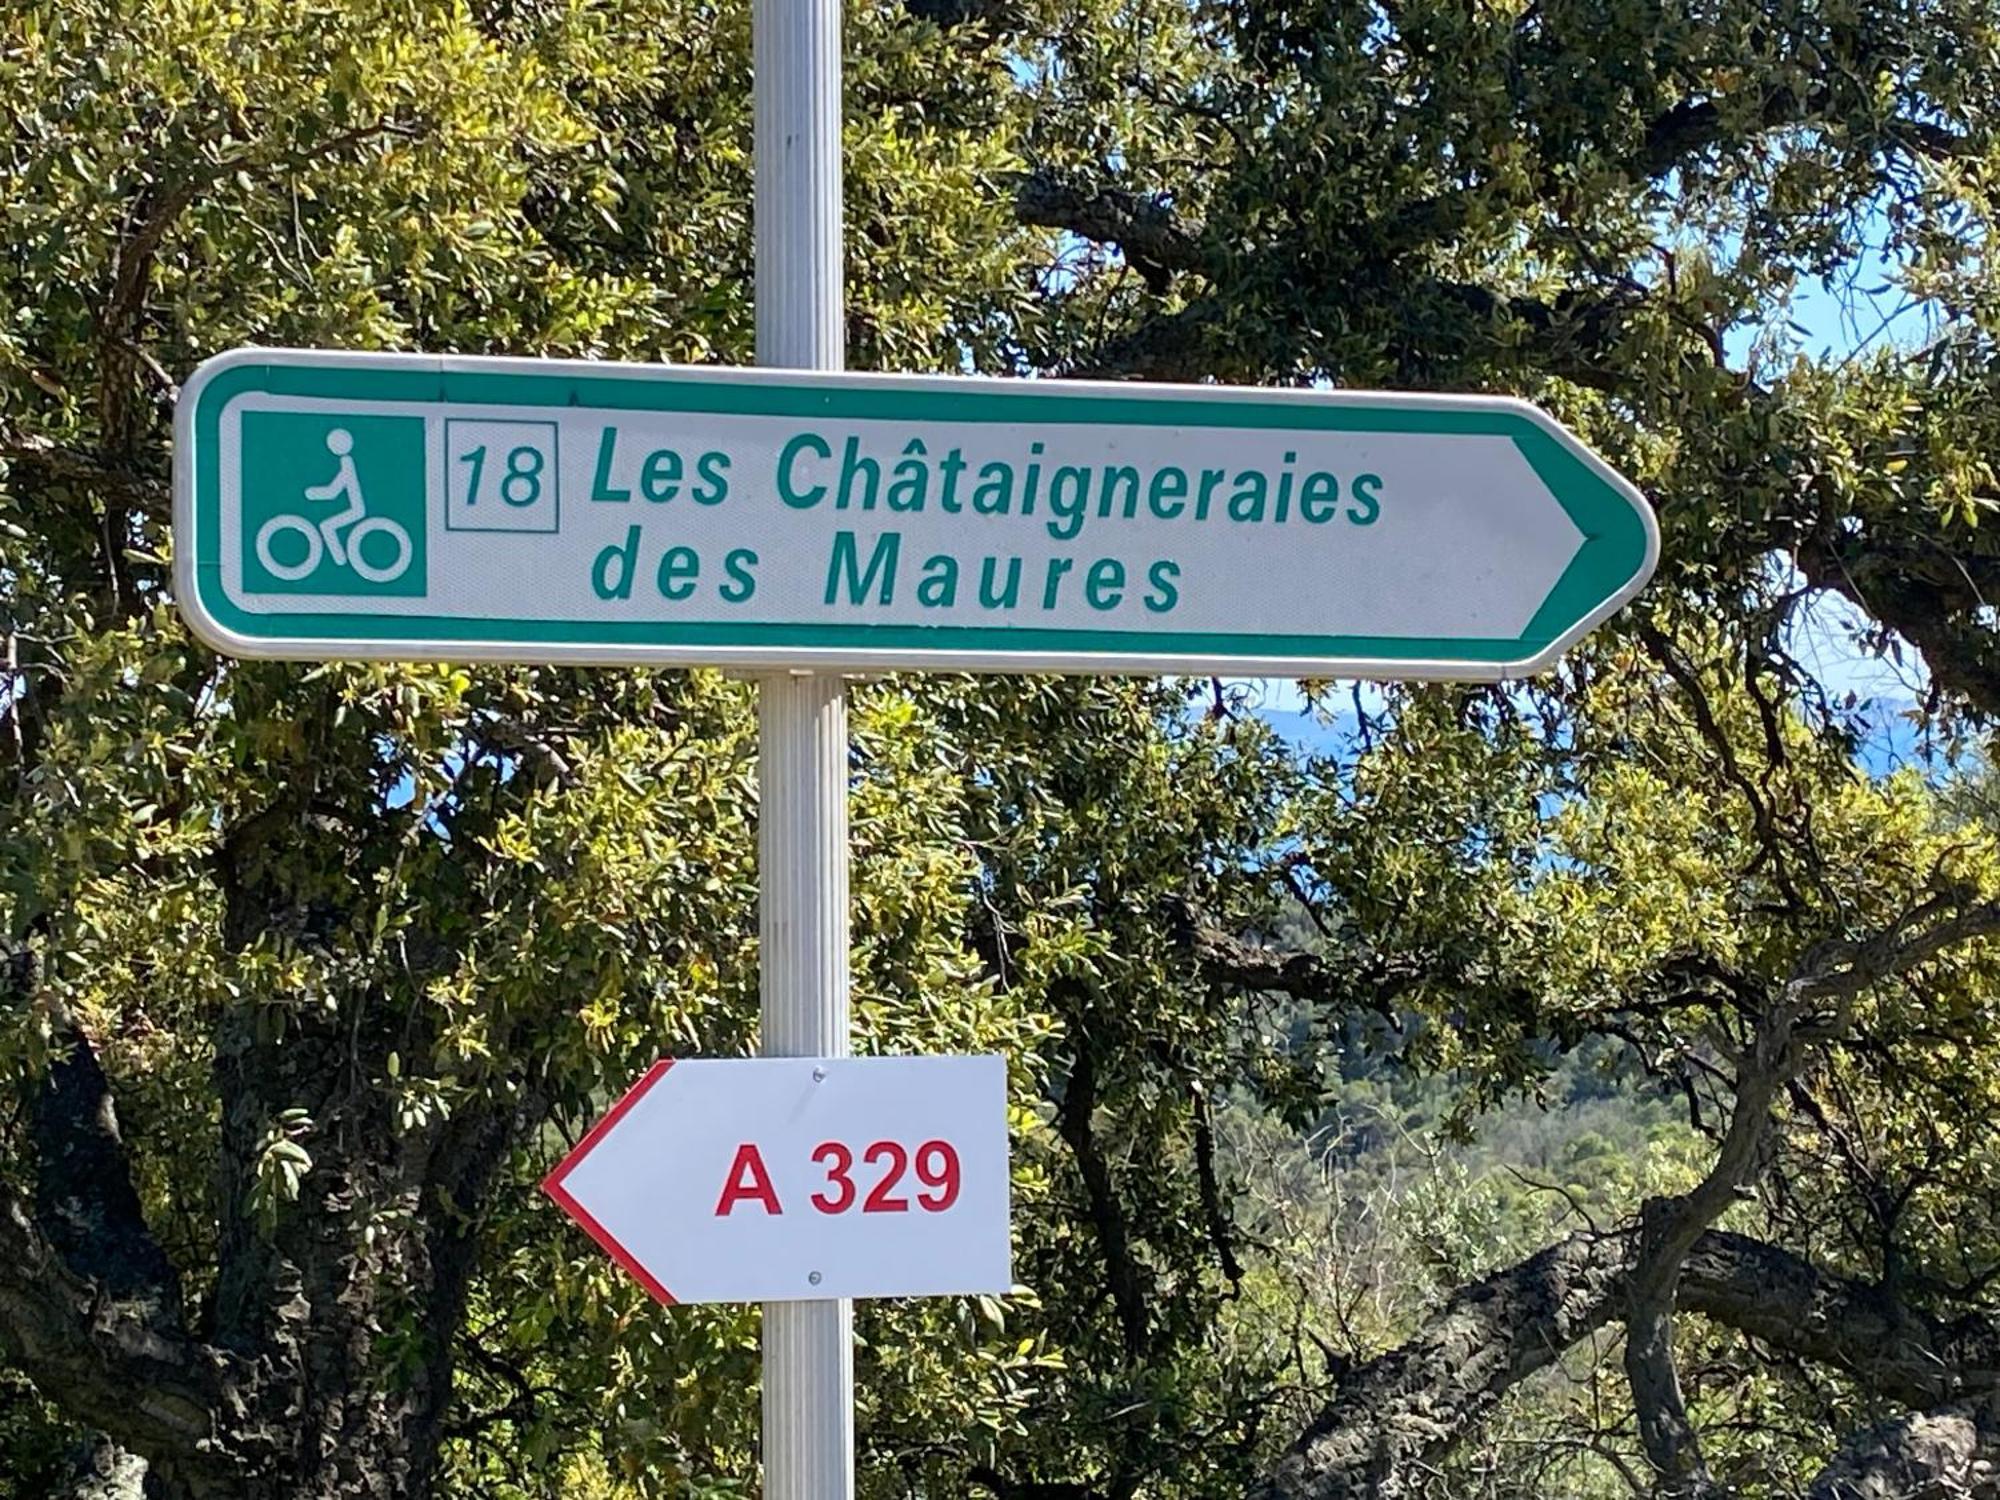 18 Les Châtaigneraies
des Maures
A 329